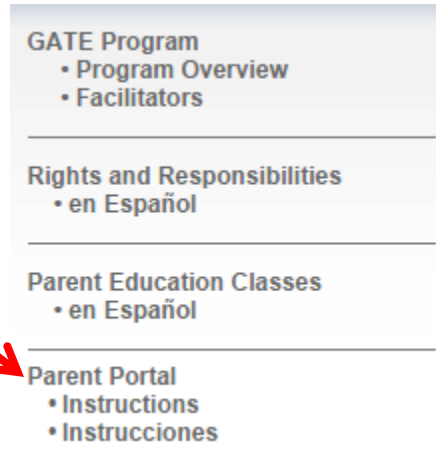 GATE Program
• Program Overview
• Facilitators
Rights and Responsibilities
• en Español
Parent Education Classes
• en Español
Parent Portal
• Instructions
• Instrucciones